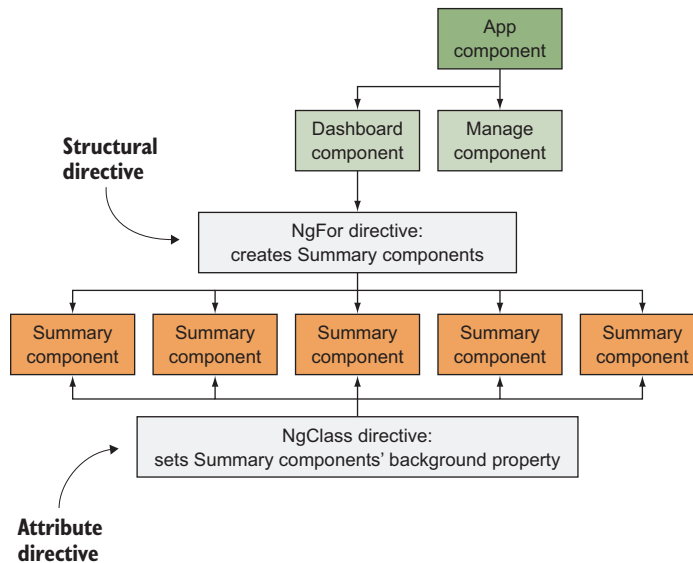 App
component
Dashboard
component
Manage
component
Structural
directive
NgFor directive:
creates Summary components
Summary
component
Summary
component
Summary
component
Summary
component
Summary
component
NgClass directive:
sets Summary components’ background property
Attribute
directive